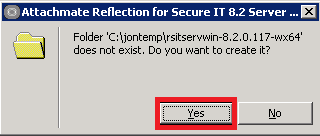 Attachmate Reflection for Secure IT 8.2 Server ...
Folder 'C:\jontemp\rsitservwin-8.2.0.117-wx64'
does not exist. Do you want to create it?
Yes
No